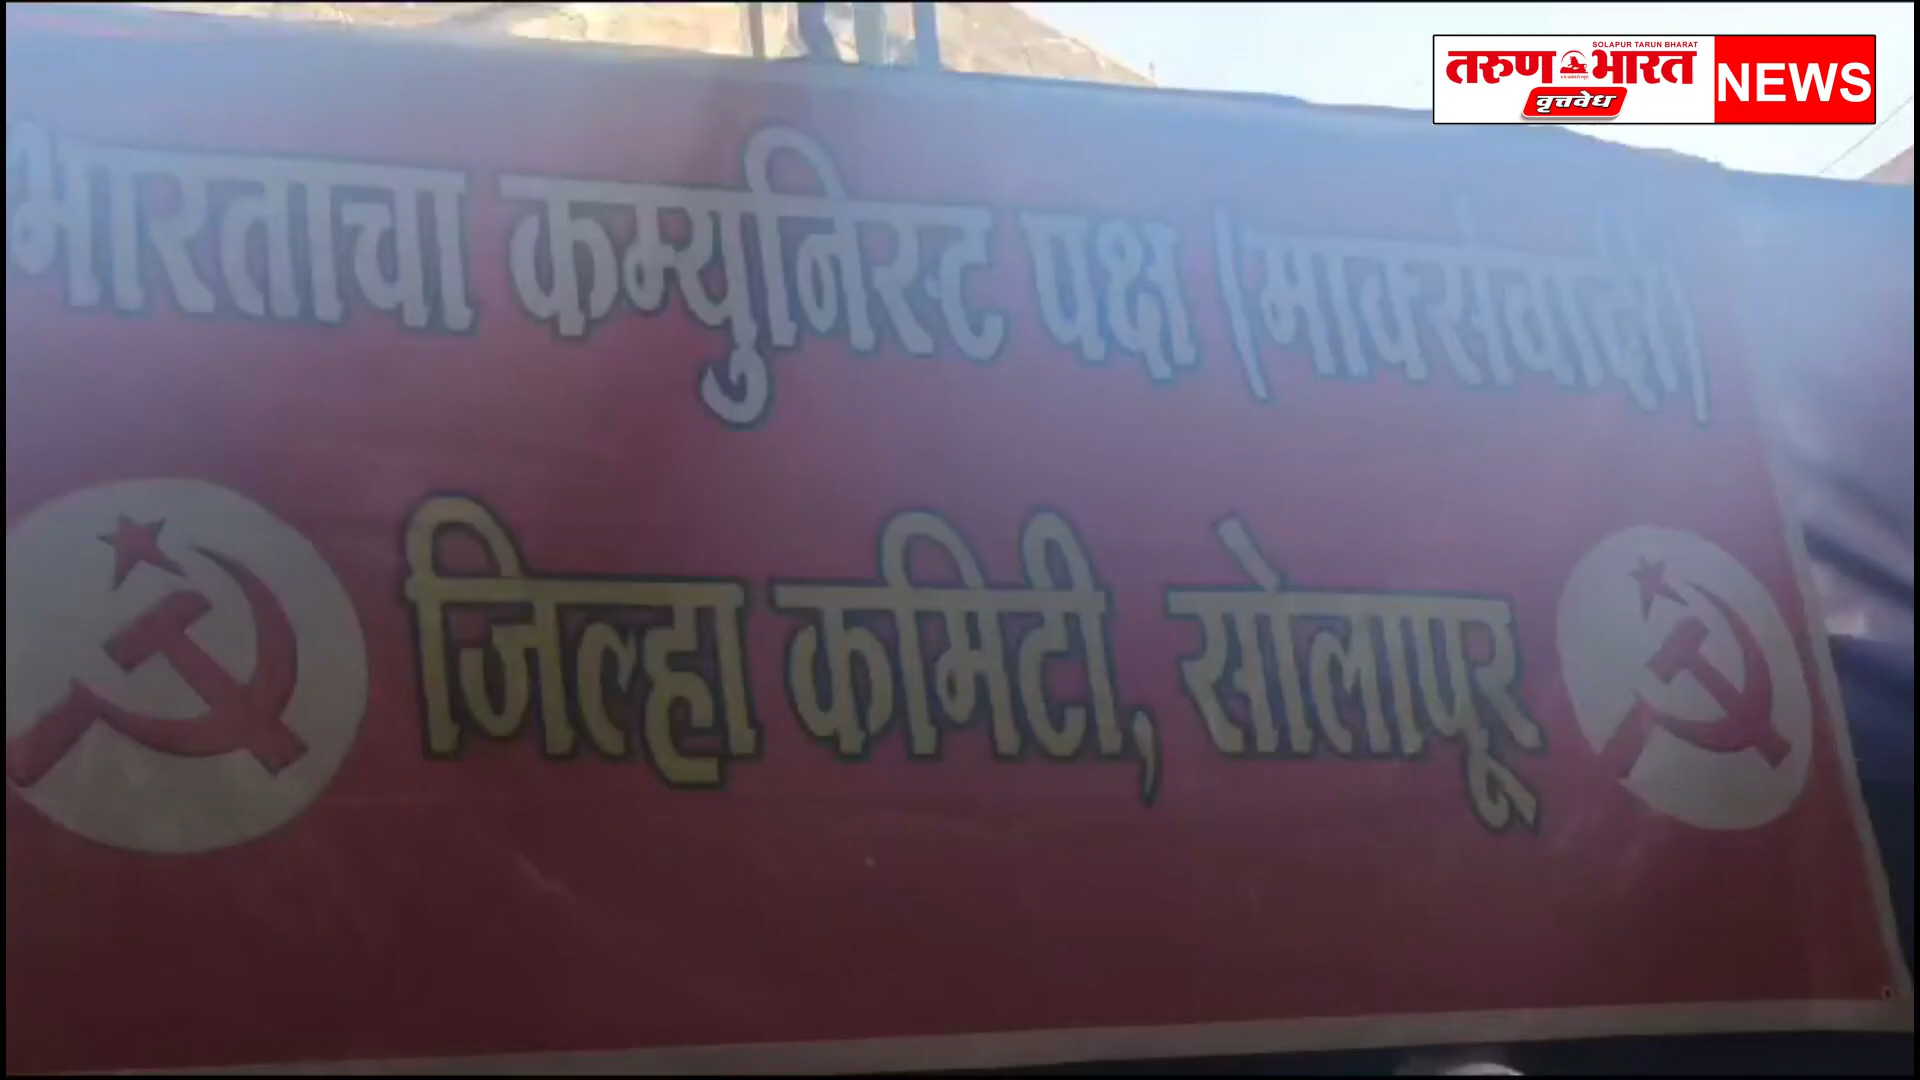 SOLAPUR TARUN BHARAT
तरुण भारत NEWS
वृत्तवेध
भारताचा कम्युनिस्ट पक्ष (मार्क्सवादी)
जिल्हा कमिटी, सोलापूर